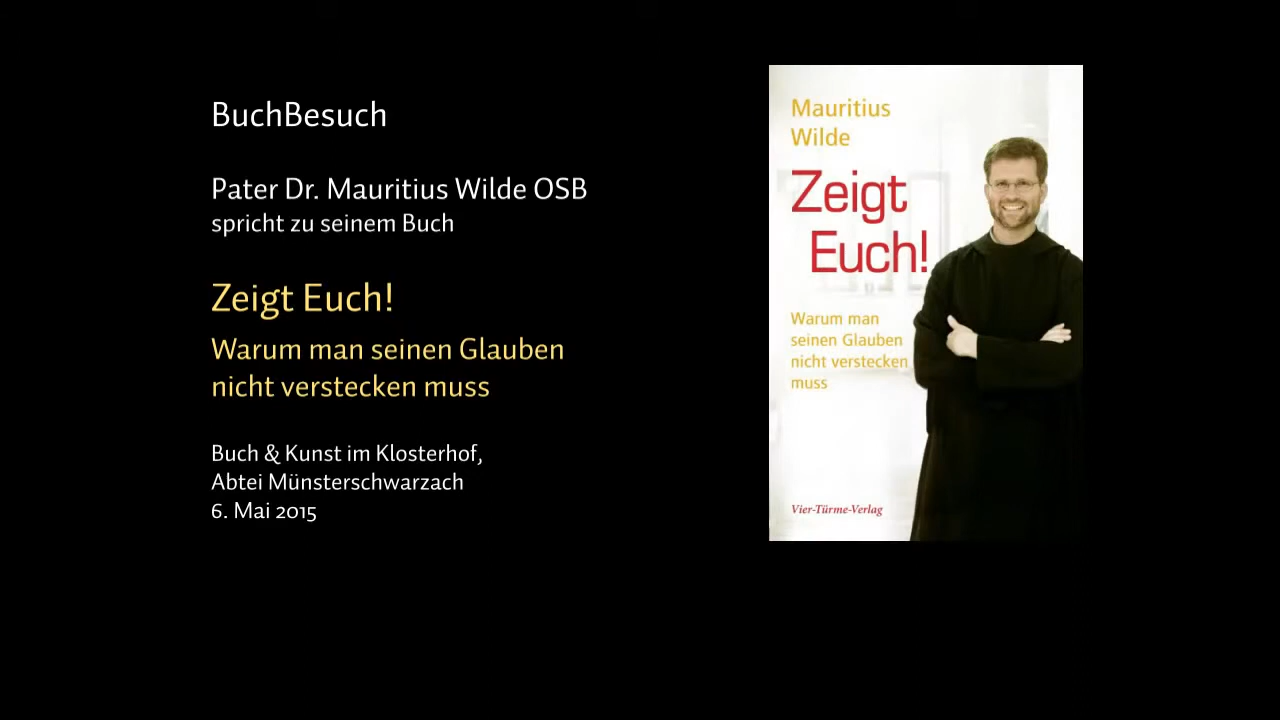 BuchBesuch
Pater Dr. Mauritius Wilde OSB
spricht zu seinem Buch
Zeigt Euch!
Warum man seinen Glauben
nicht verstecken muss
Buch & Kunst im Klosterhof,
Abtei Münsterschwarzach
6. Mai 2015
Mauritius
Wilde
Zeigt
Euch!
Warum man
seinen Glauben
nicht verstecken
muss
Vier-Türme-Verlag